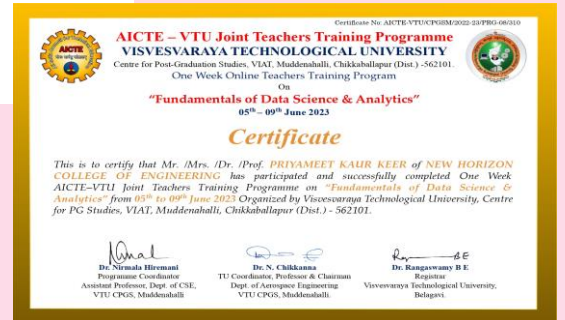 Certificate No: AICTE-VTU/CPGSM/2022-23/PRG-08/310
AICTE – VTU Joint Teachers Training Programme
VISVESVARAYA TECHNOLOGICAL UNIVERSITY
Centre for Post-Graduation Studies, VIAT, Muddenahalli, Chikkaballapur (Dist.) -562101.
One Week Online Teachers Training Program
On
"Fundamentals of Data Science & Analytics"
05th – 09th June 2023
AICTE
Certificate
This is to certify that Mr. /Mrs. /Dr. /Prof. PRIYAMEET KAUR KEER of NEW HORIZON
COLLEGE OF ENGINEERING has participated and successfully completed One Week
AICTE–VTU Joint Teachers Training Programme on "Fundamentals of Data Science &
Analytics" from 05th to 09th June 2023 Organized by Visvesvaraya Technological University, Centre
for PG Studies, VIAT, Muddenahalli, Chikkaballapur (Dist.) - 562101.
Dr. Nirmala Hiremani
Programme Coordinator
Assistant Professor, Dept. of CSE,
VTU CPGS, Muddenahalli
Dr. N. Chikkanna
TU Coordinator, Professor & Chairman
Dept. of Aerospace Engineering
VTU CPGS, Muddenahalli.
Dr. Rangaswamy B E
Registrar
Visvesvaraya Technological University,
Belagavi.